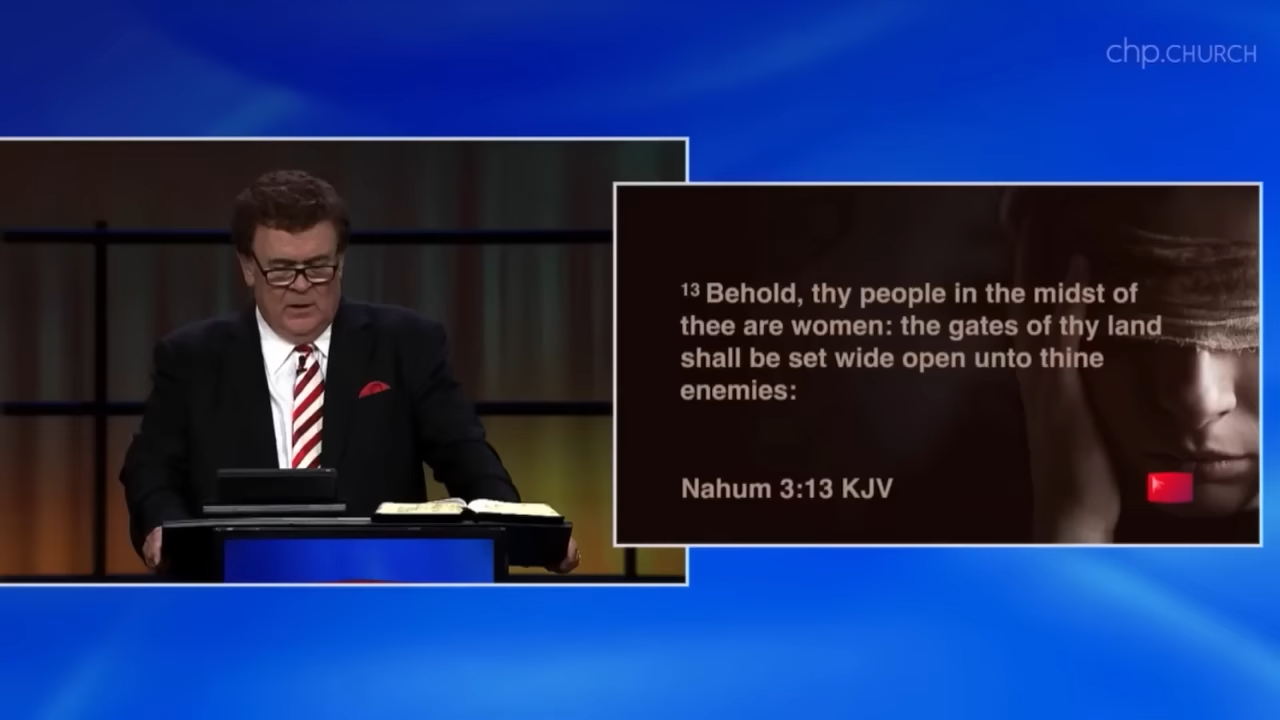 chp.CHURCH
13 Behold, thy people in the midst of
thee are women: the gates of thy land
shall be set wide open unto thine
enemies:
Nahum 3:13 KJV